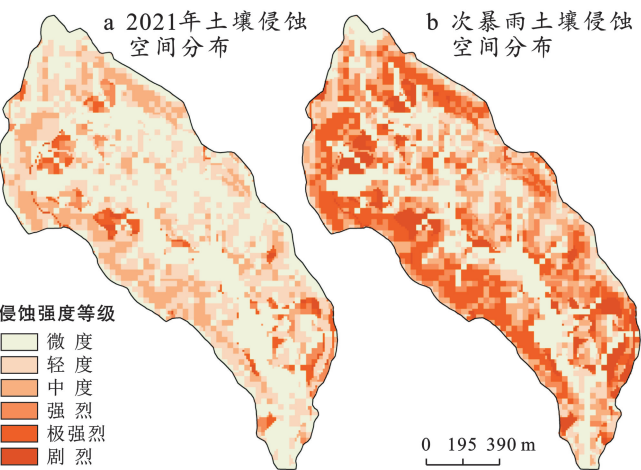 a 2021年土壤侵蚀
空间分布
b 次暴雨土壤侵蚀
空间分布
侵蚀强度等级
微度
轻度
中度
强烈
极强烈
剧烈
0 195 390 m